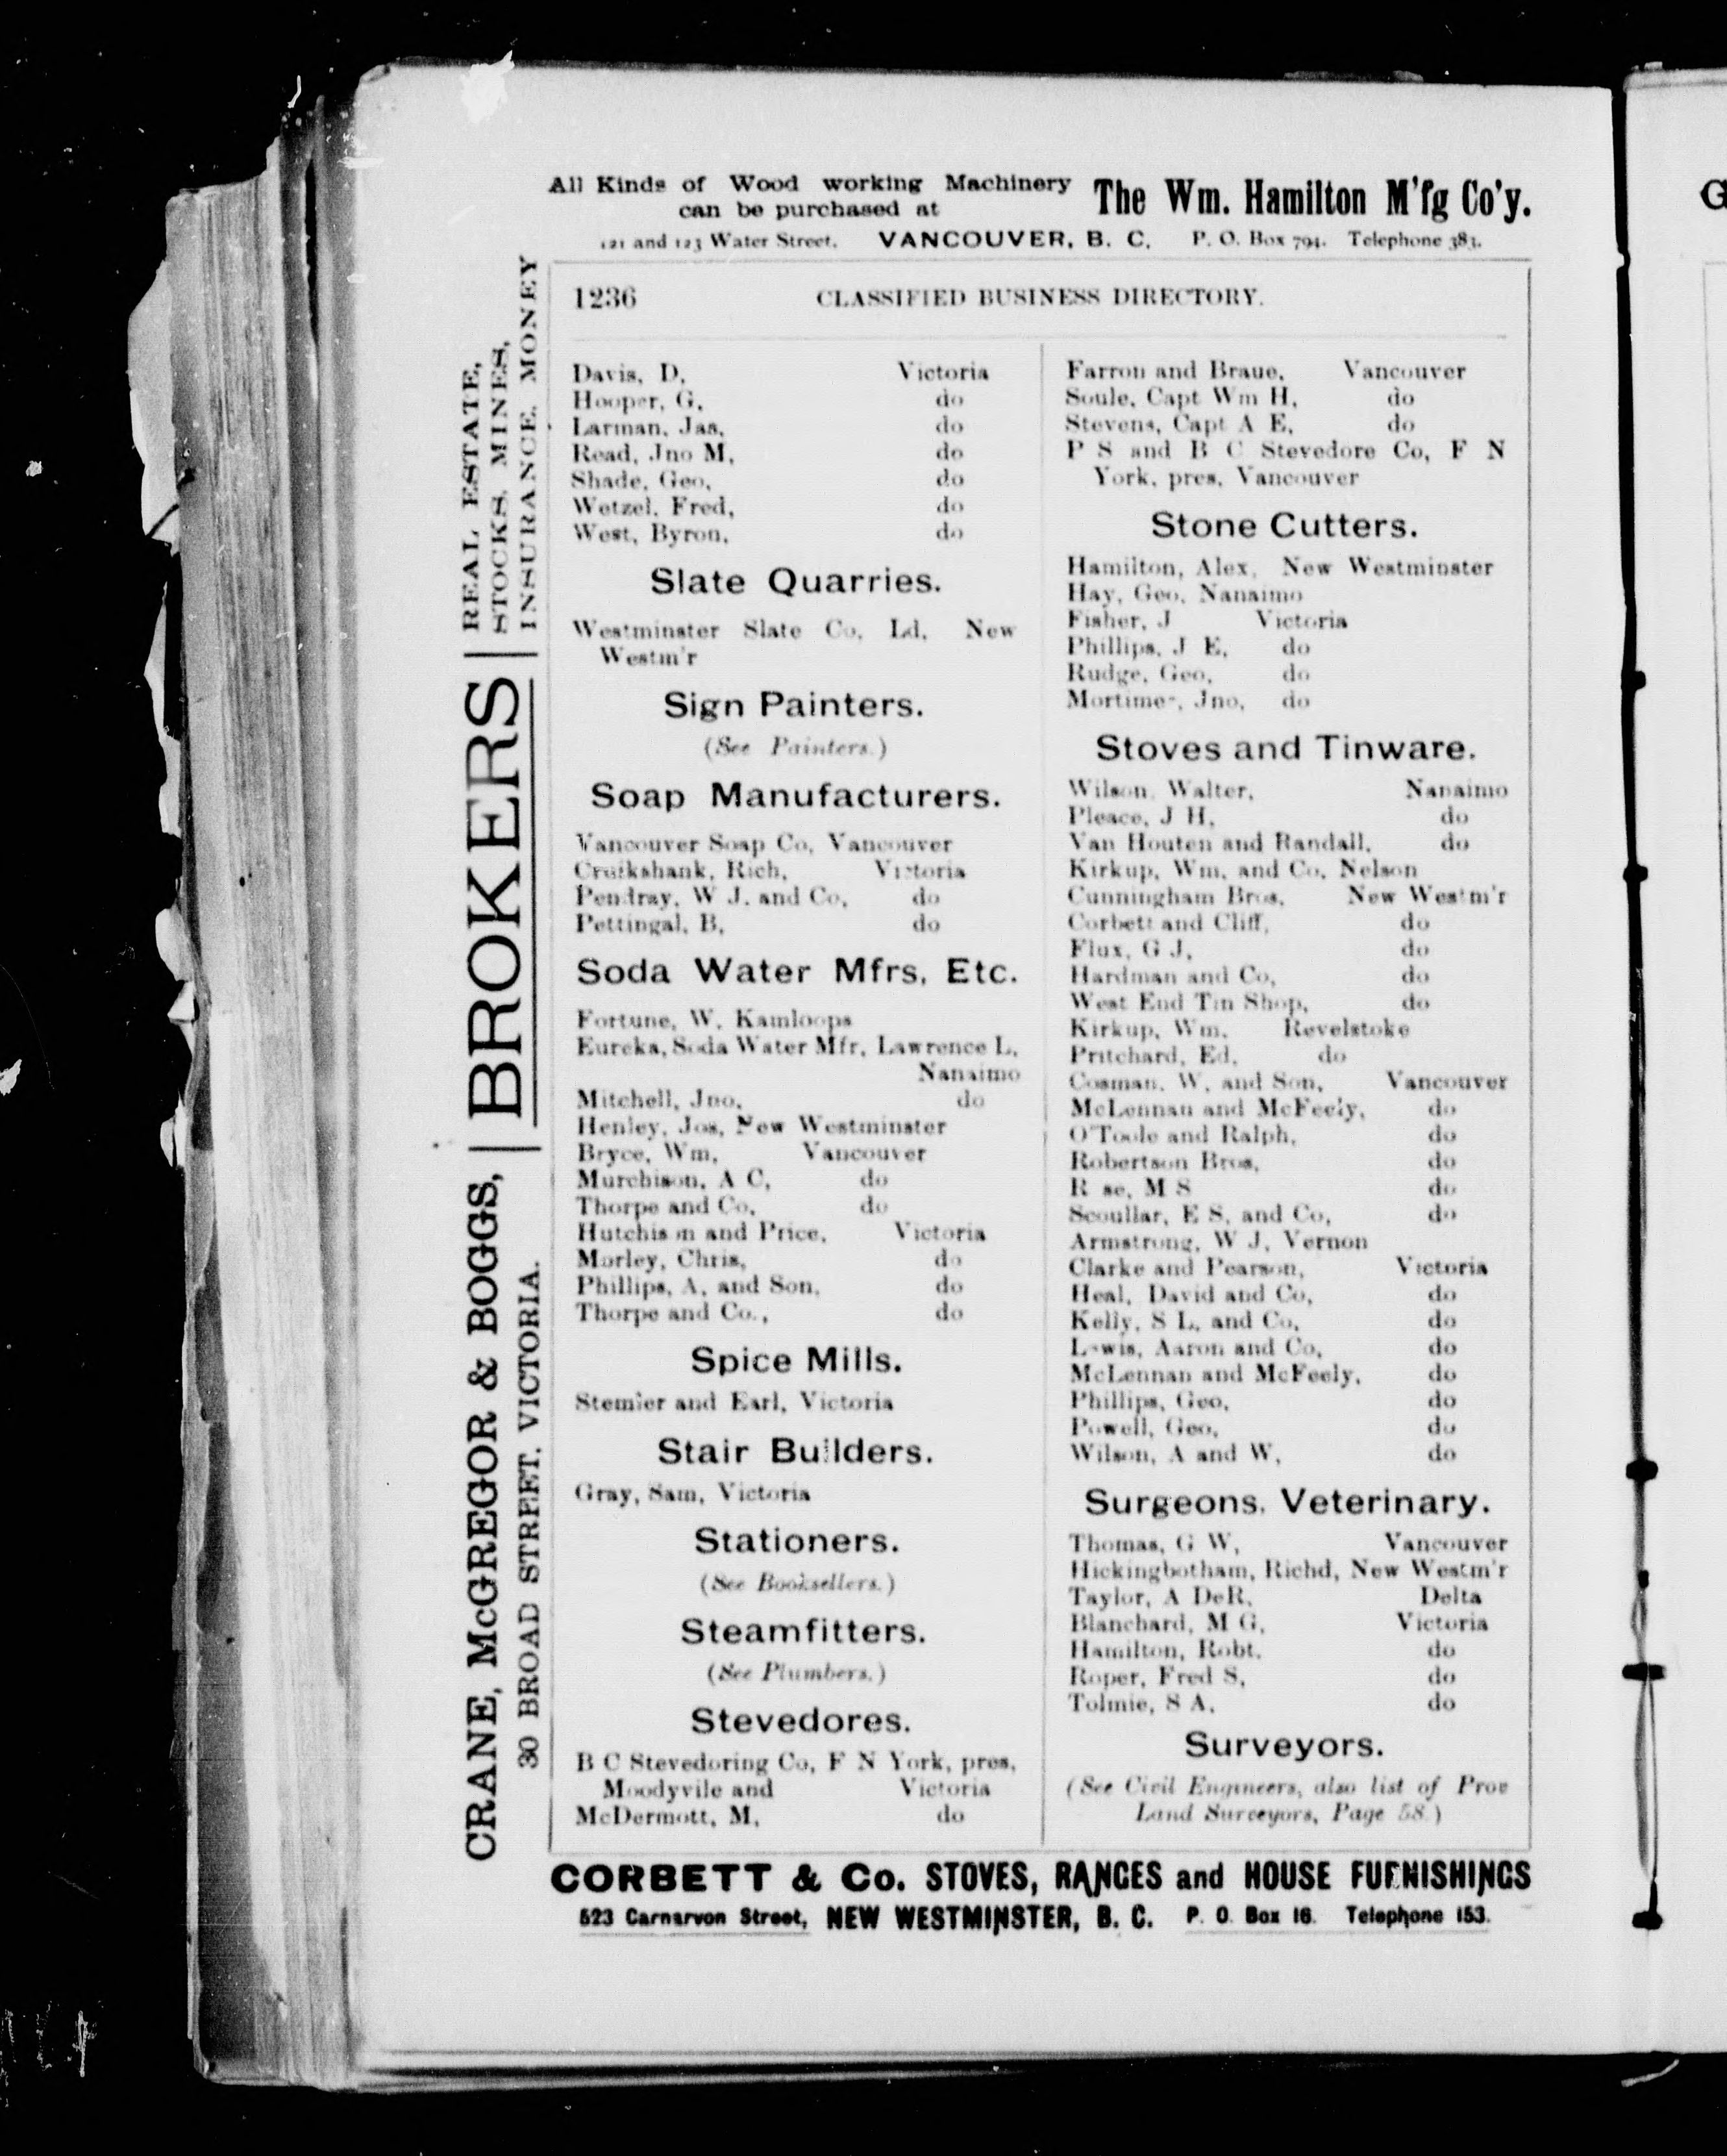 All Kinds of Wood working Machinery
can be purchased at
The Wm. Hamilton M'fg Co'y.
121 and 123 Water Street. VANCOUVER, B. C. P. O. Box 794. Telephone 383.
REAL ESTATE,
STOCKS, MINES,
INSURANCE, MONEY
BROKERS
CRANE, McGREGOR & BOGGS,
30 BROAD STREET, VICTORIA.
1236 CLASSIFIED BUSINESS DIRECTORY.
Davis, D, Victoria
Hooper, G, do
Larman, Jas, do
Read, Jno M, do
Shade, Geo, do
Wetzel, Fred, do
West, Byron, do
Slate Quarries.
Westminster Slate Co, Ld, New
Westm'r
Sign Painters.
(See Painters.)
Soap Manufacturers.
Vancouver Soap Co, Vancouver
Cruikshank, Rich, Victoria
Pendray, W J. and Co, do
Pettingal, B, do
Soda Water Mfrs, Etc.
Fortune, W, Kamloops
Eureka, Soda Water Mfr, Lawrence L,
Nanaimo
Mitchell, Jno, do
Henley, Jos, New Westminster
Bryce, Wm, Vancouver
Murchison, A C, do
Thorpe and Co, do
Hutchison and Price, Victoria
Morley, Chris, do
Phillips, A, and Son, do
Thorpe and Co., do
Spice Mills.
Stemler and Earl, Victoria
Stair Builders.
Gray, Sam, Victoria
Stationers.
(See Booksellers.)
Steamfitters.
(See Plumbers.)
Stevedores.
B C Stevedoring Co, F N York, pres,
Moodyvile and Victoria
McDermott, M, do
Farron and Braue, Vancouver
Soule, Capt Wm H, do
Stevens, Capt A E, do
P S and B C Stevedore Co, F N
York, pres, Vancouver
Stone Cutters.
Hamilton, Alex, New Westminster
Hay, Geo, Nanaimo
Fisher, J Victoria
Phillips, J E, do
Rudge, Geo, do
Mortimer, Jno, do
Stoves and Tinware.
Wilson, Walter, Nanaimo
Pleace, J H, do
Van Houten and Randall, do
Kirkup, Wm, and Co, Nelson
Cunningham Bros, New Westm'r
Corbett and Cliff, do
Flux, G J, do
Hardman and Co, do
West End Tin Shop, do
Kirkup, Wm, Revelstoke
Pritchard, Ed, do
Cosman, W, and Son, Vancouver
McLennan and McFeely, do
O'Toole and Ralph, do
Robertson Bros, do
R se, M S do
Scoullar, E S, and Co, do
Armstrong, W J, Vernon
Clarke and Pearson, Victoria
Heal, David and Co, do
Kelly, S L, and Co, do
Lewis, Aaron and Co, do
McLennan and McFeely, do
Phillips, Geo, do
Powell, Geo, do
Wilson, A and W, do
Surgeons, Veterinary.
Thomas, G W, Vancouver
Hickingbotham, Richd, New Westm'r
Taylor, A DeR, Delta
Blanchard, M G, Victoria
Hamilton, Robt, do
Roper, Fred S, do
Tolmie, S A, do
Surveyors.
(See Civil Engineers, also list of Prov
Land Surveyors, Page 58.)
CORBETT & Co. STOVES, RANGES and HOUSE FURNISHINGS
523 Carnarvon Street, NEW WESTMINSTER, B. C. P. O. Box 16. Telephone 153.
G